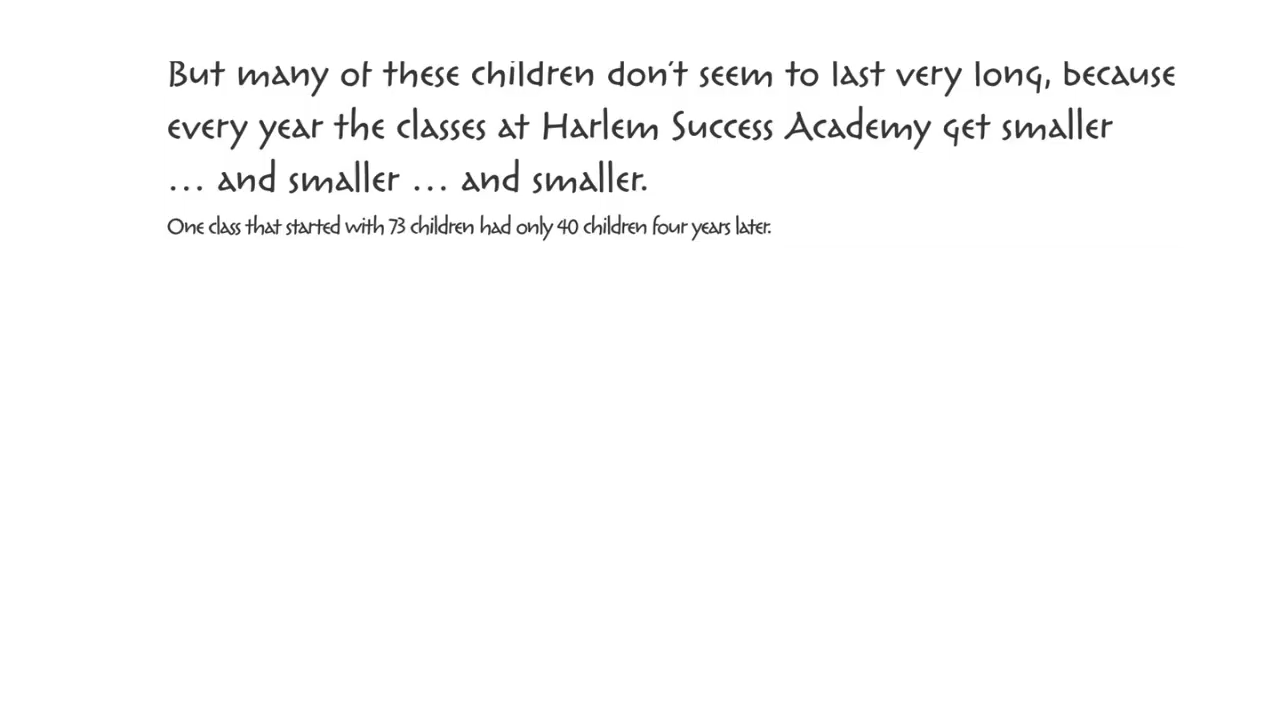 But many of these children don't seem to last very long, because
every year the classes at Harlem Success Academy get smaller
… and smaller … and smaller.
One class that started with 73 children had only 40 children four years later.